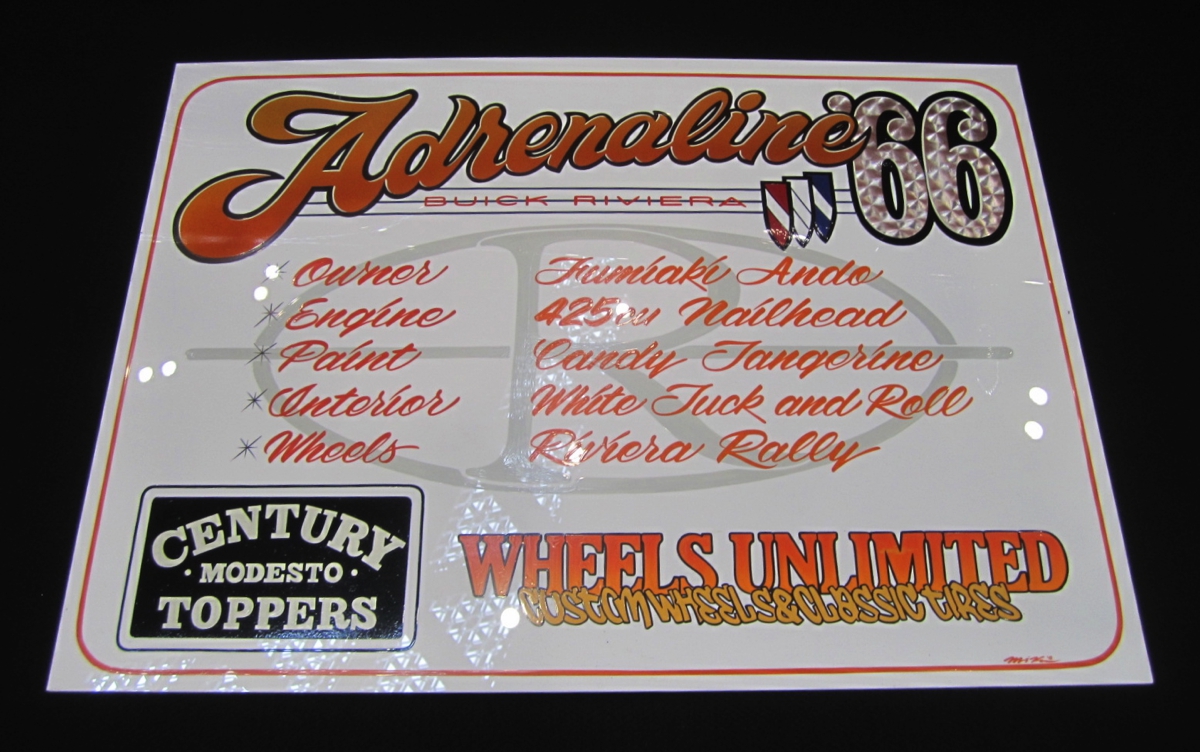 Adrenaline '66
BUICK RIVIERA
Owner Fumiaki Ando
Engine 425cu Nailhead
Paint Candy Tangerine
Interior White Tuck and Roll
Wheels Riviera Rally
R
CENTURY
· MODESTO ·
TOPPERS
WHEELS UNLIMITED
CUSTOM WHEELS & CLASSIC TIRES